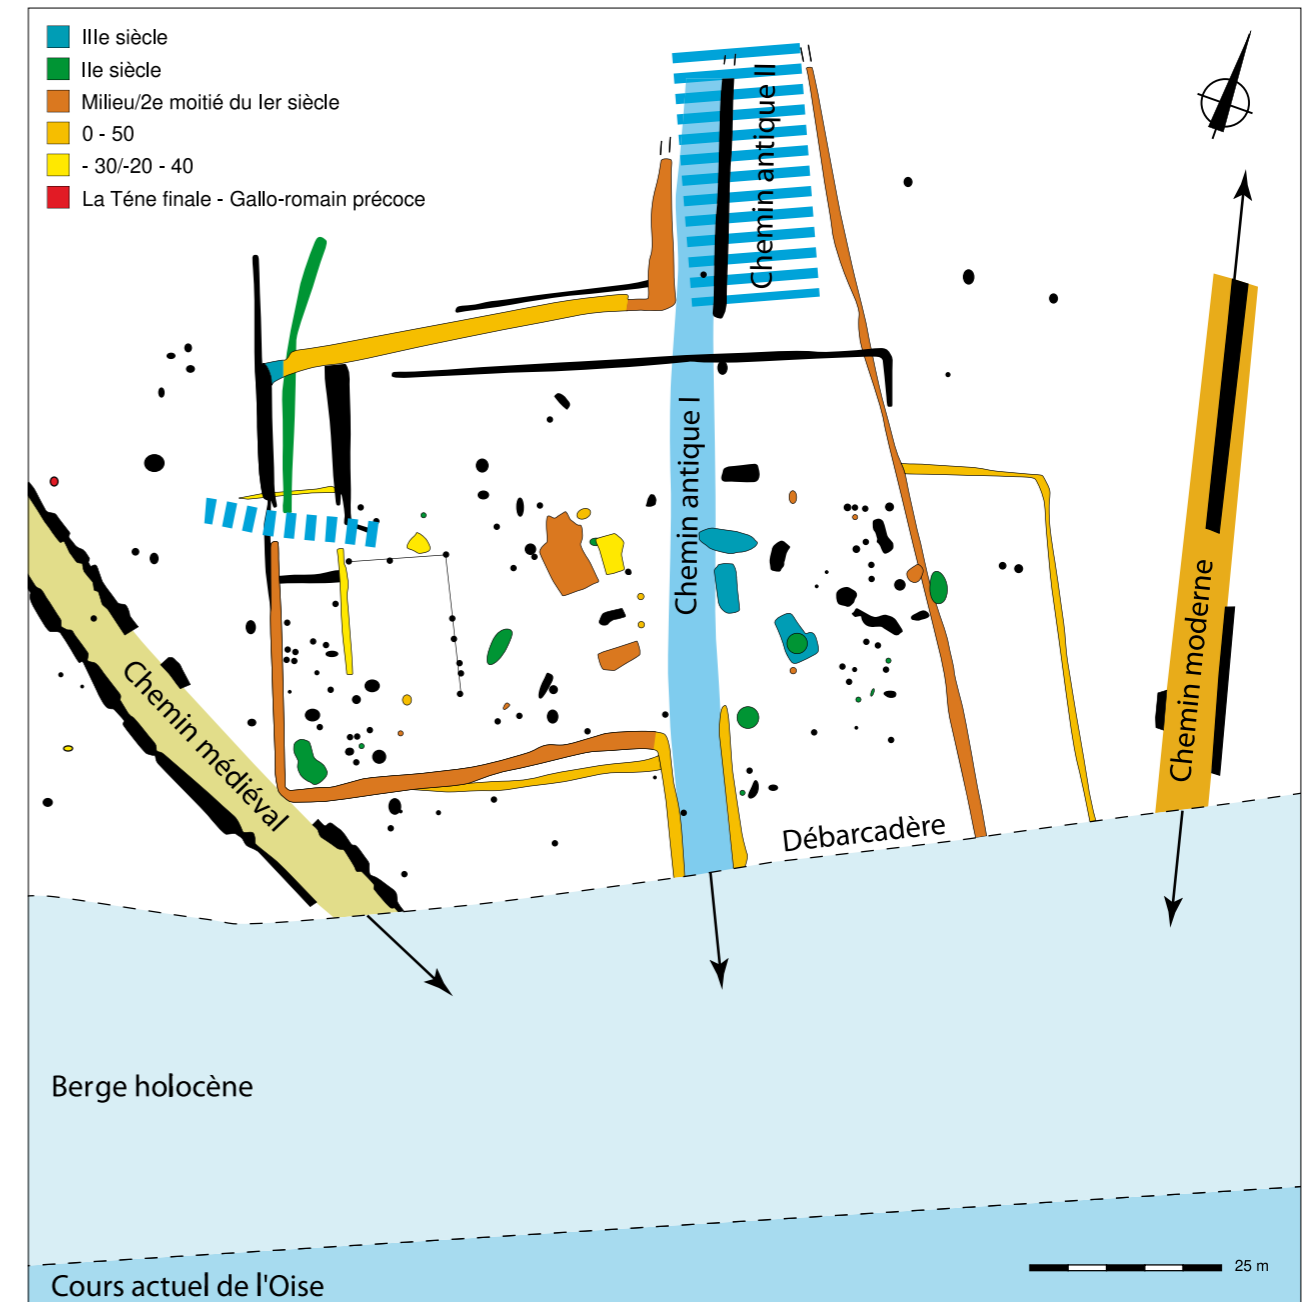 IIIe siècle
IIe siècle
Milieu/2e moitié du Ier siècle
0 - 50
- 30/-20 - 40
La Téne finale - Gallo-romain précoce
Chemin antique II
Chemin antique I
Chemin moderne
Chemin médiéval
Débarcadère
Berge holocène
25 m
Cours actuel de l'Oise